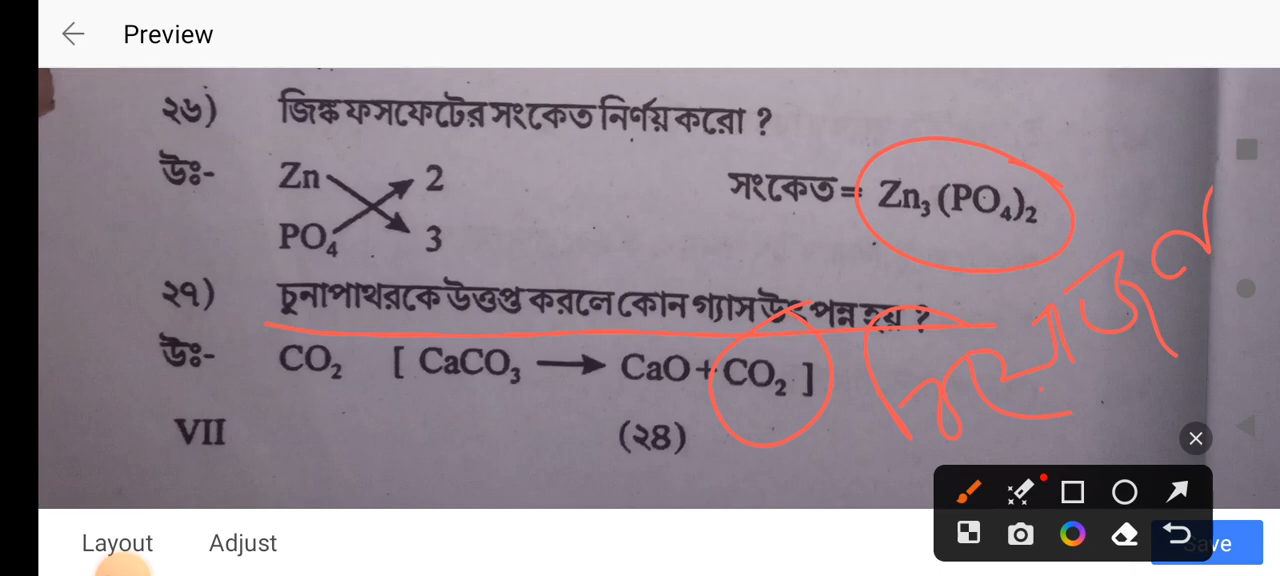 Preview
২৬) জিঙ্ক ফসফেটের সংকেত নির্ণয় করো ?
উঃ- Zn 2 সংকেত = Zn₃(PO₄)₂
PO₄ 3
২৭) চুনাপাথরকে উত্তপ্ত করলে কোন গ্যাস উৎপন্ন হয় ?
উঃ- CO₂ [ CaCO₃ ⟶ CaO + CO₂ ]
VII (২৪)
Layout Adjust